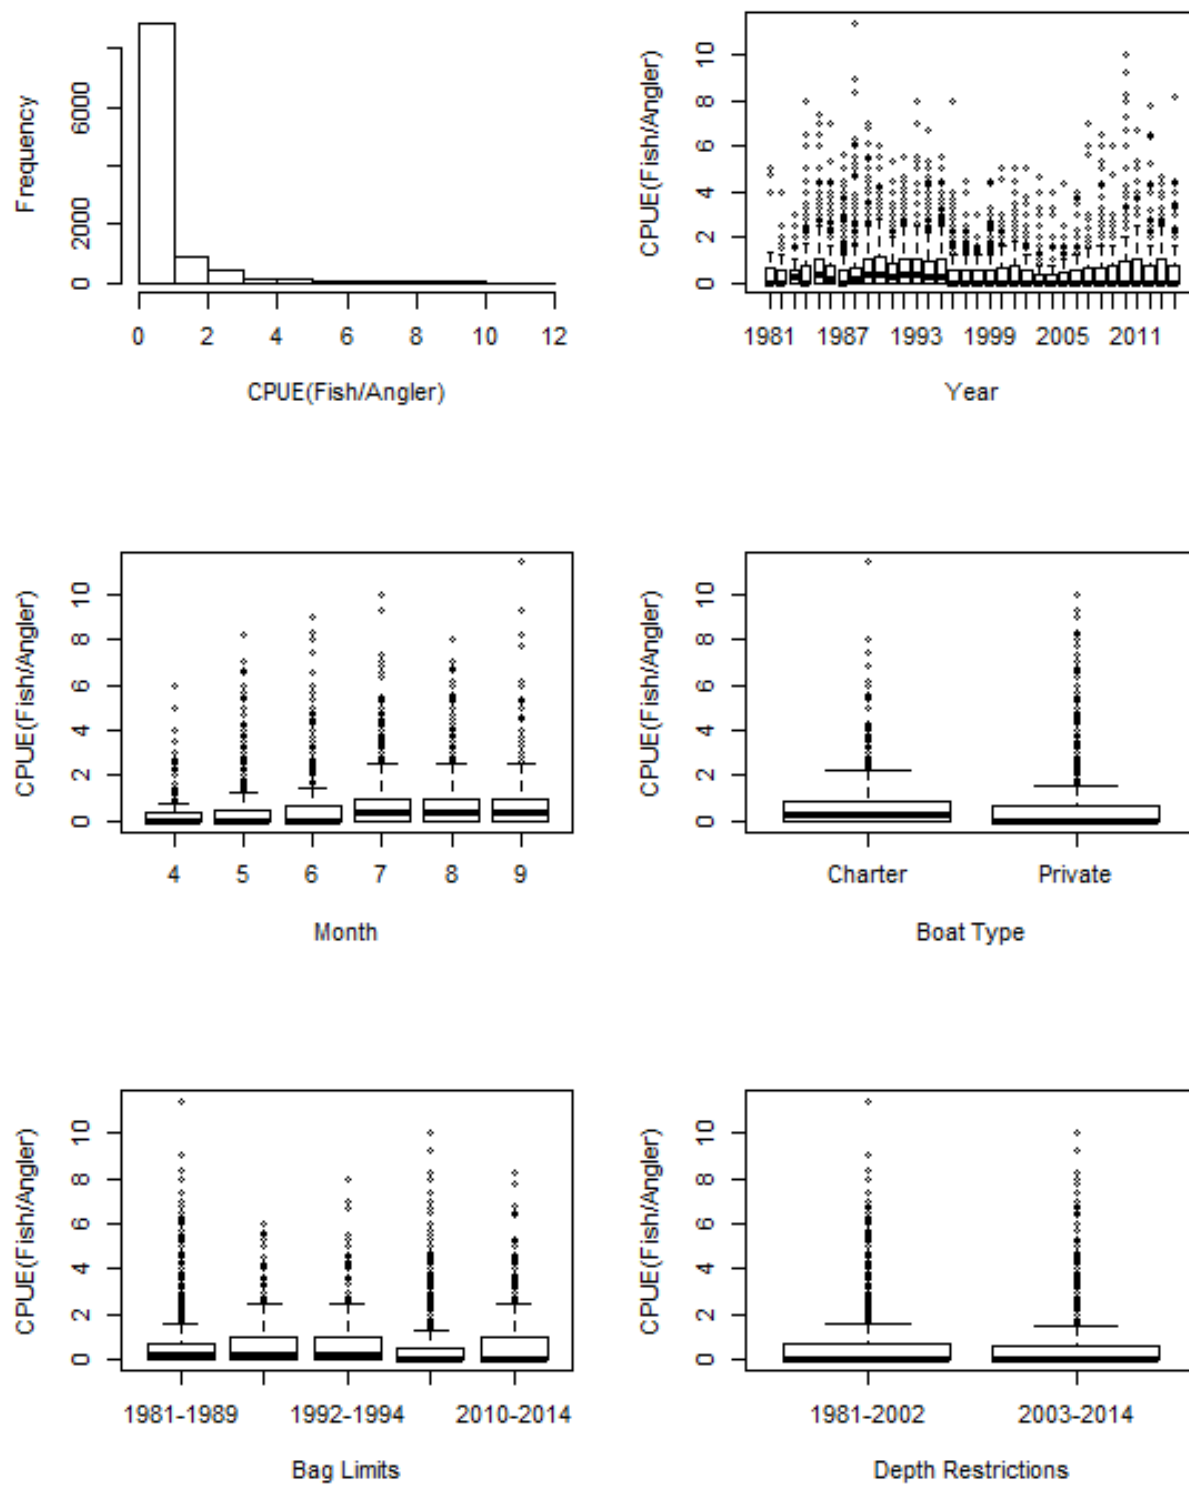 Frequency
6000
2000
0
0 2 4 6 8 10 12
CPUE(Fish/Angler)
CPUE(Fish/Angler)
10
8
6
4
2
0
1981 1987 1993 1999 2005 2011
Year
CPUE(Fish/Angler)
10
8
6
4
2
0
4 5 6 7 8 9
Month
CPUE(Fish/Angler)
10
8
6
4
2
0
Charter Private
Boat Type
CPUE(Fish/Angler)
10
8
6
4
2
0
1981-1989 1992-1994 2010-2014
Bag Limits
CPUE(Fish/Angler)
10
8
6
4
2
0
1981-2002 2003-2014
Depth Restrictions